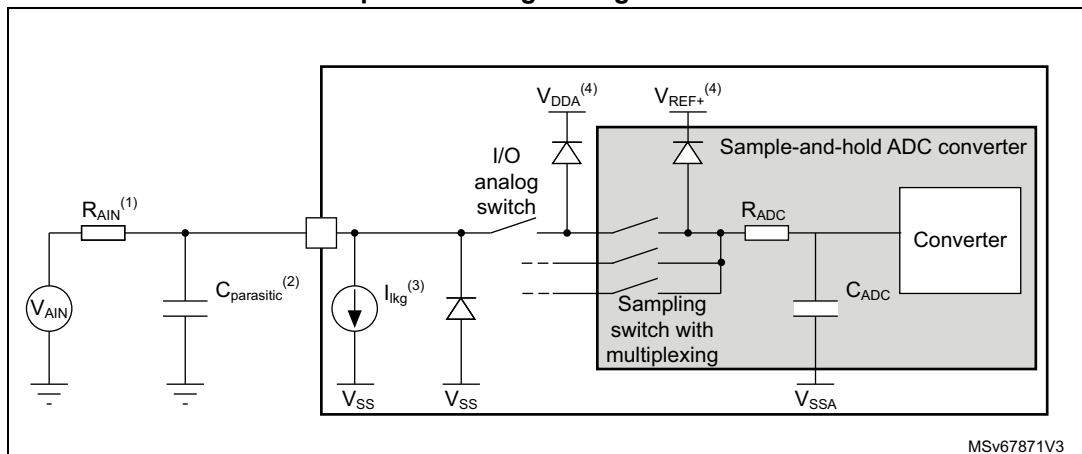 V_DDA(4)
V_REF+(4)
Sample-and-hold ADC converter
I/O
analog
switch
R_AIN(1)
R_ADC
Converter
C_parasitic(2)
I_lkg(3)
C_ADC
V_AIN
Sampling
switch with
multiplexing
V_SS
V_SS
V_SSA
MSv67871V3